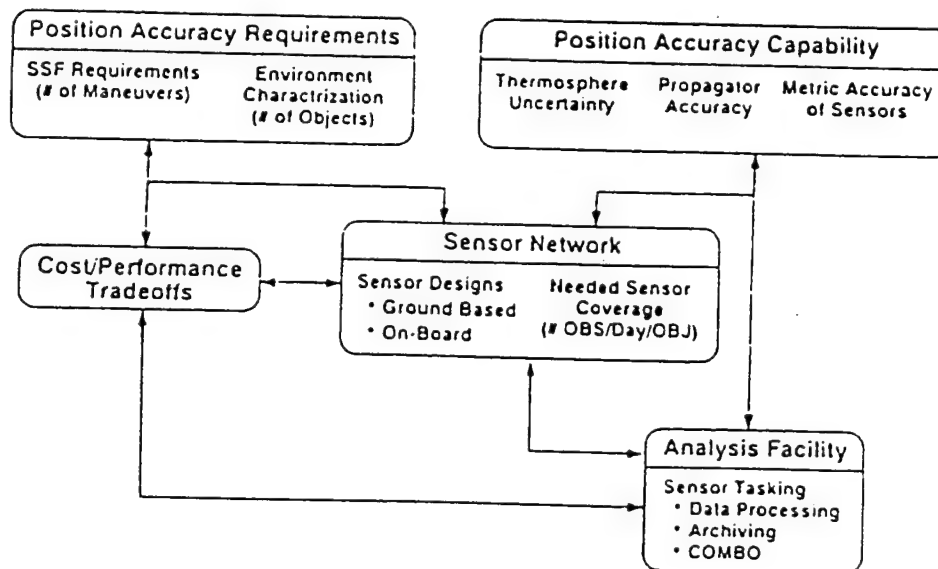 Position Accuracy Requirements
SSF Requirements
(# of Maneuvers)
Environment
Charactrization
(# of Objects)
Position Accuracy Capability
Thermosphere
Uncertainty
Propagator
Accuracy
Metric Accuracy
of Sensors
Cost/Performance
Tradeoffs
Sensor Network
Sensor Designs
• Ground Based
• On-Board
Needed Sensor
Coverage
(# OBS/Day/OBJ)
Analysis Facility
Sensor Tasking
• Data Processing
• Archiving
• COMBO